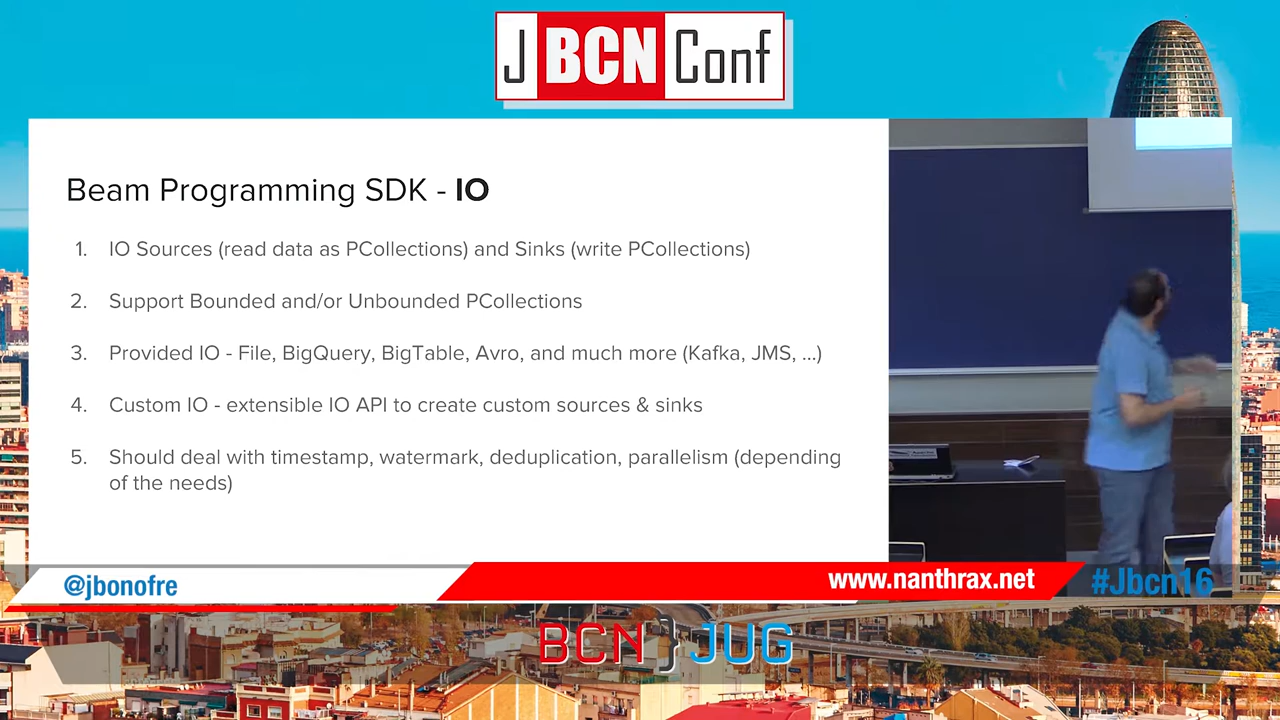 J BCN Conf
Beam Programming SDK - IO
1. IO Sources (read data as PCollections) and Sinks (write PCollections)
2. Support Bounded and/or Unbounded PCollections
3. Provided IO - File, BigQuery, BigTable, Avro, and much more (Kafka, JMS, ...)
4. Custom IO - extensible IO API to create custom sources & sinks
5. Should deal with timestamp, watermark, deduplication, parallelism (depending
of the needs)
@jbonofre
www.nanthrax.net
#Jbcn16
BCN JUG